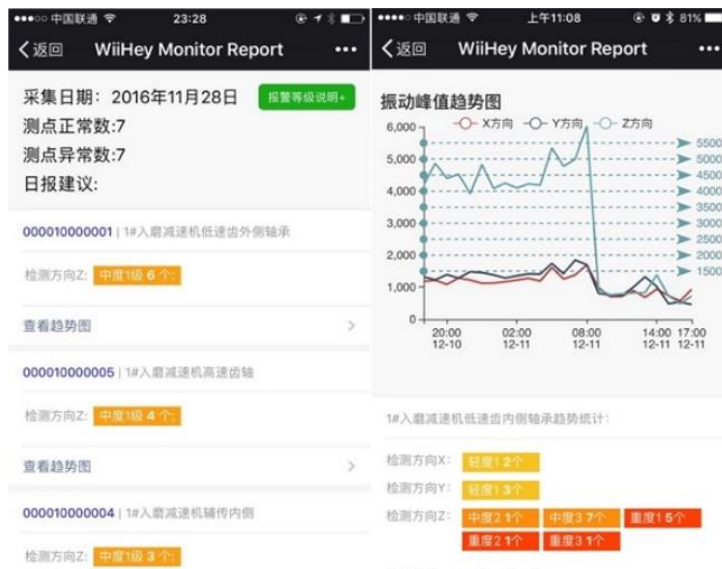 中国联通
23:28
返回
WiiHey Monitor Report
采集日期：2016年11月28日
报警等级说明+
测点正常数:7
测点异常数:7
日报建议:
000010000001 | 1#入磨减速机低速齿外侧轴承
检测方向Z: 中度1级 6 个;
查看趋势图
000010000005 | 1#入磨减速机高速齿轴
检测方向Z: 中度1级 4 个;
查看趋势图
000010000004 | 1#入磨减速机辅传内侧
检测方向Z: 中度1级 3 个;
中国联通
上午11:08
81%
返回
WiiHey Monitor Report
振动峰值趋势图
X方向 Y方向 Z方向
6,000
5,000
4,000
3,000
2,000
1,000
0
5500
5000
4500
4000
3500
3000
2500
2000
1500
20:00 02:00 08:00 14:00 17:00
12-10 12-11 12-11 12-11 12-11
1#入磨减速机低速齿内侧轴承趋势统计:
检测方向X: 轻度1 2个
检测方向Y: 轻度1 3个
检测方向Z: 中度2 1个 中度3 7个 重度1 5个
重度2 1个 重度3 1个